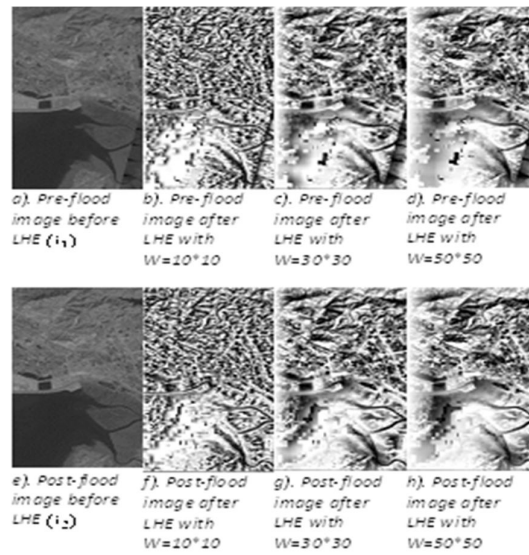 a). Pre-flood
image before
LHE (i₁)
b). Pre-flood
image after
LHE with
W=10*10
c). Pre-flood
image after
LHE with
W=30*30
d). Pre-flood
image after
LHE with
W=50*50
e). Post-flood
image before
LHE (i₂)
f). Post-flood
image after
LHE with
W=10*10
g). Post-flood
image after
LHE with
W=30*30
h). Post-flood
image after
LHE with
W=50*50